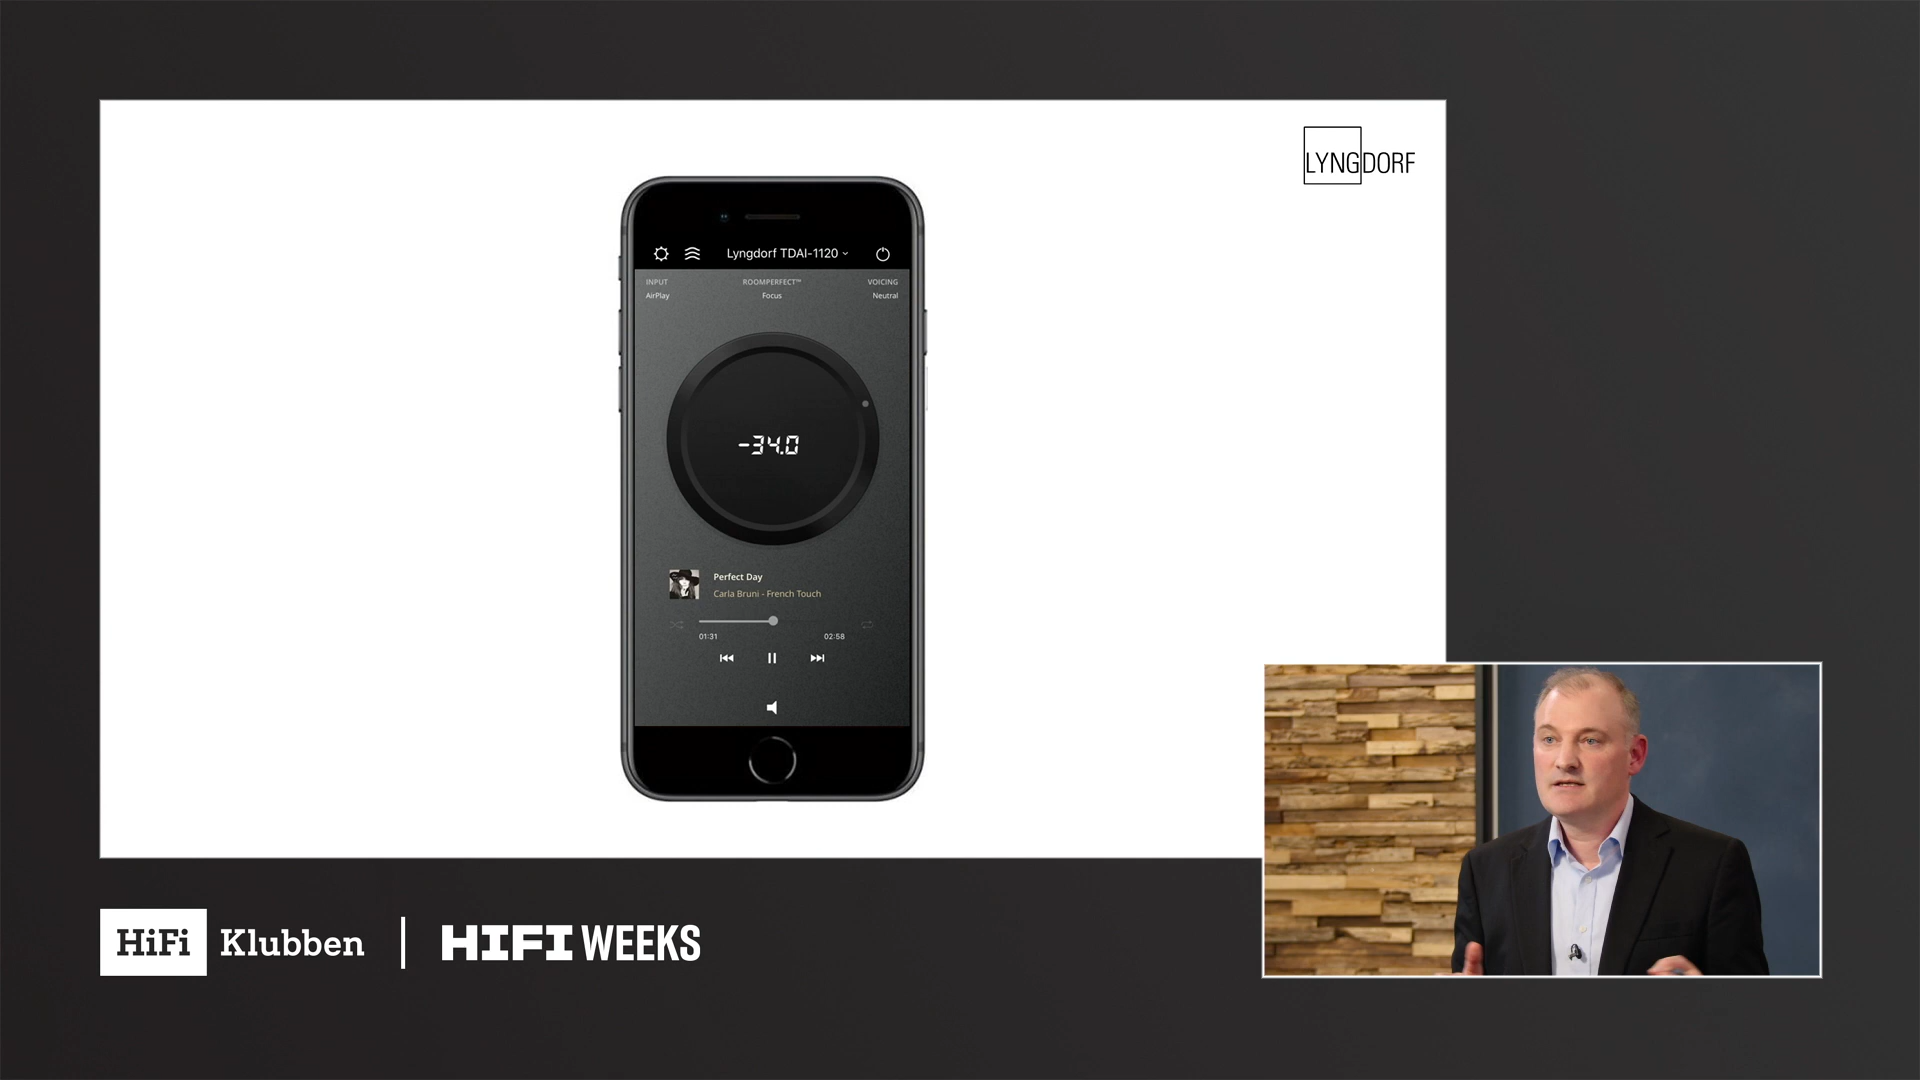 LYNGDORF
Lyngdorf TDAI-1120
INPUT
AirPlay
ROOMPERFECT™
Focus
VOICING
Neutral
-34.0
Perfect Day
Carla Bruni - French Touch
01:31
02:58
HiFi Klubben
HIFI WEEKS